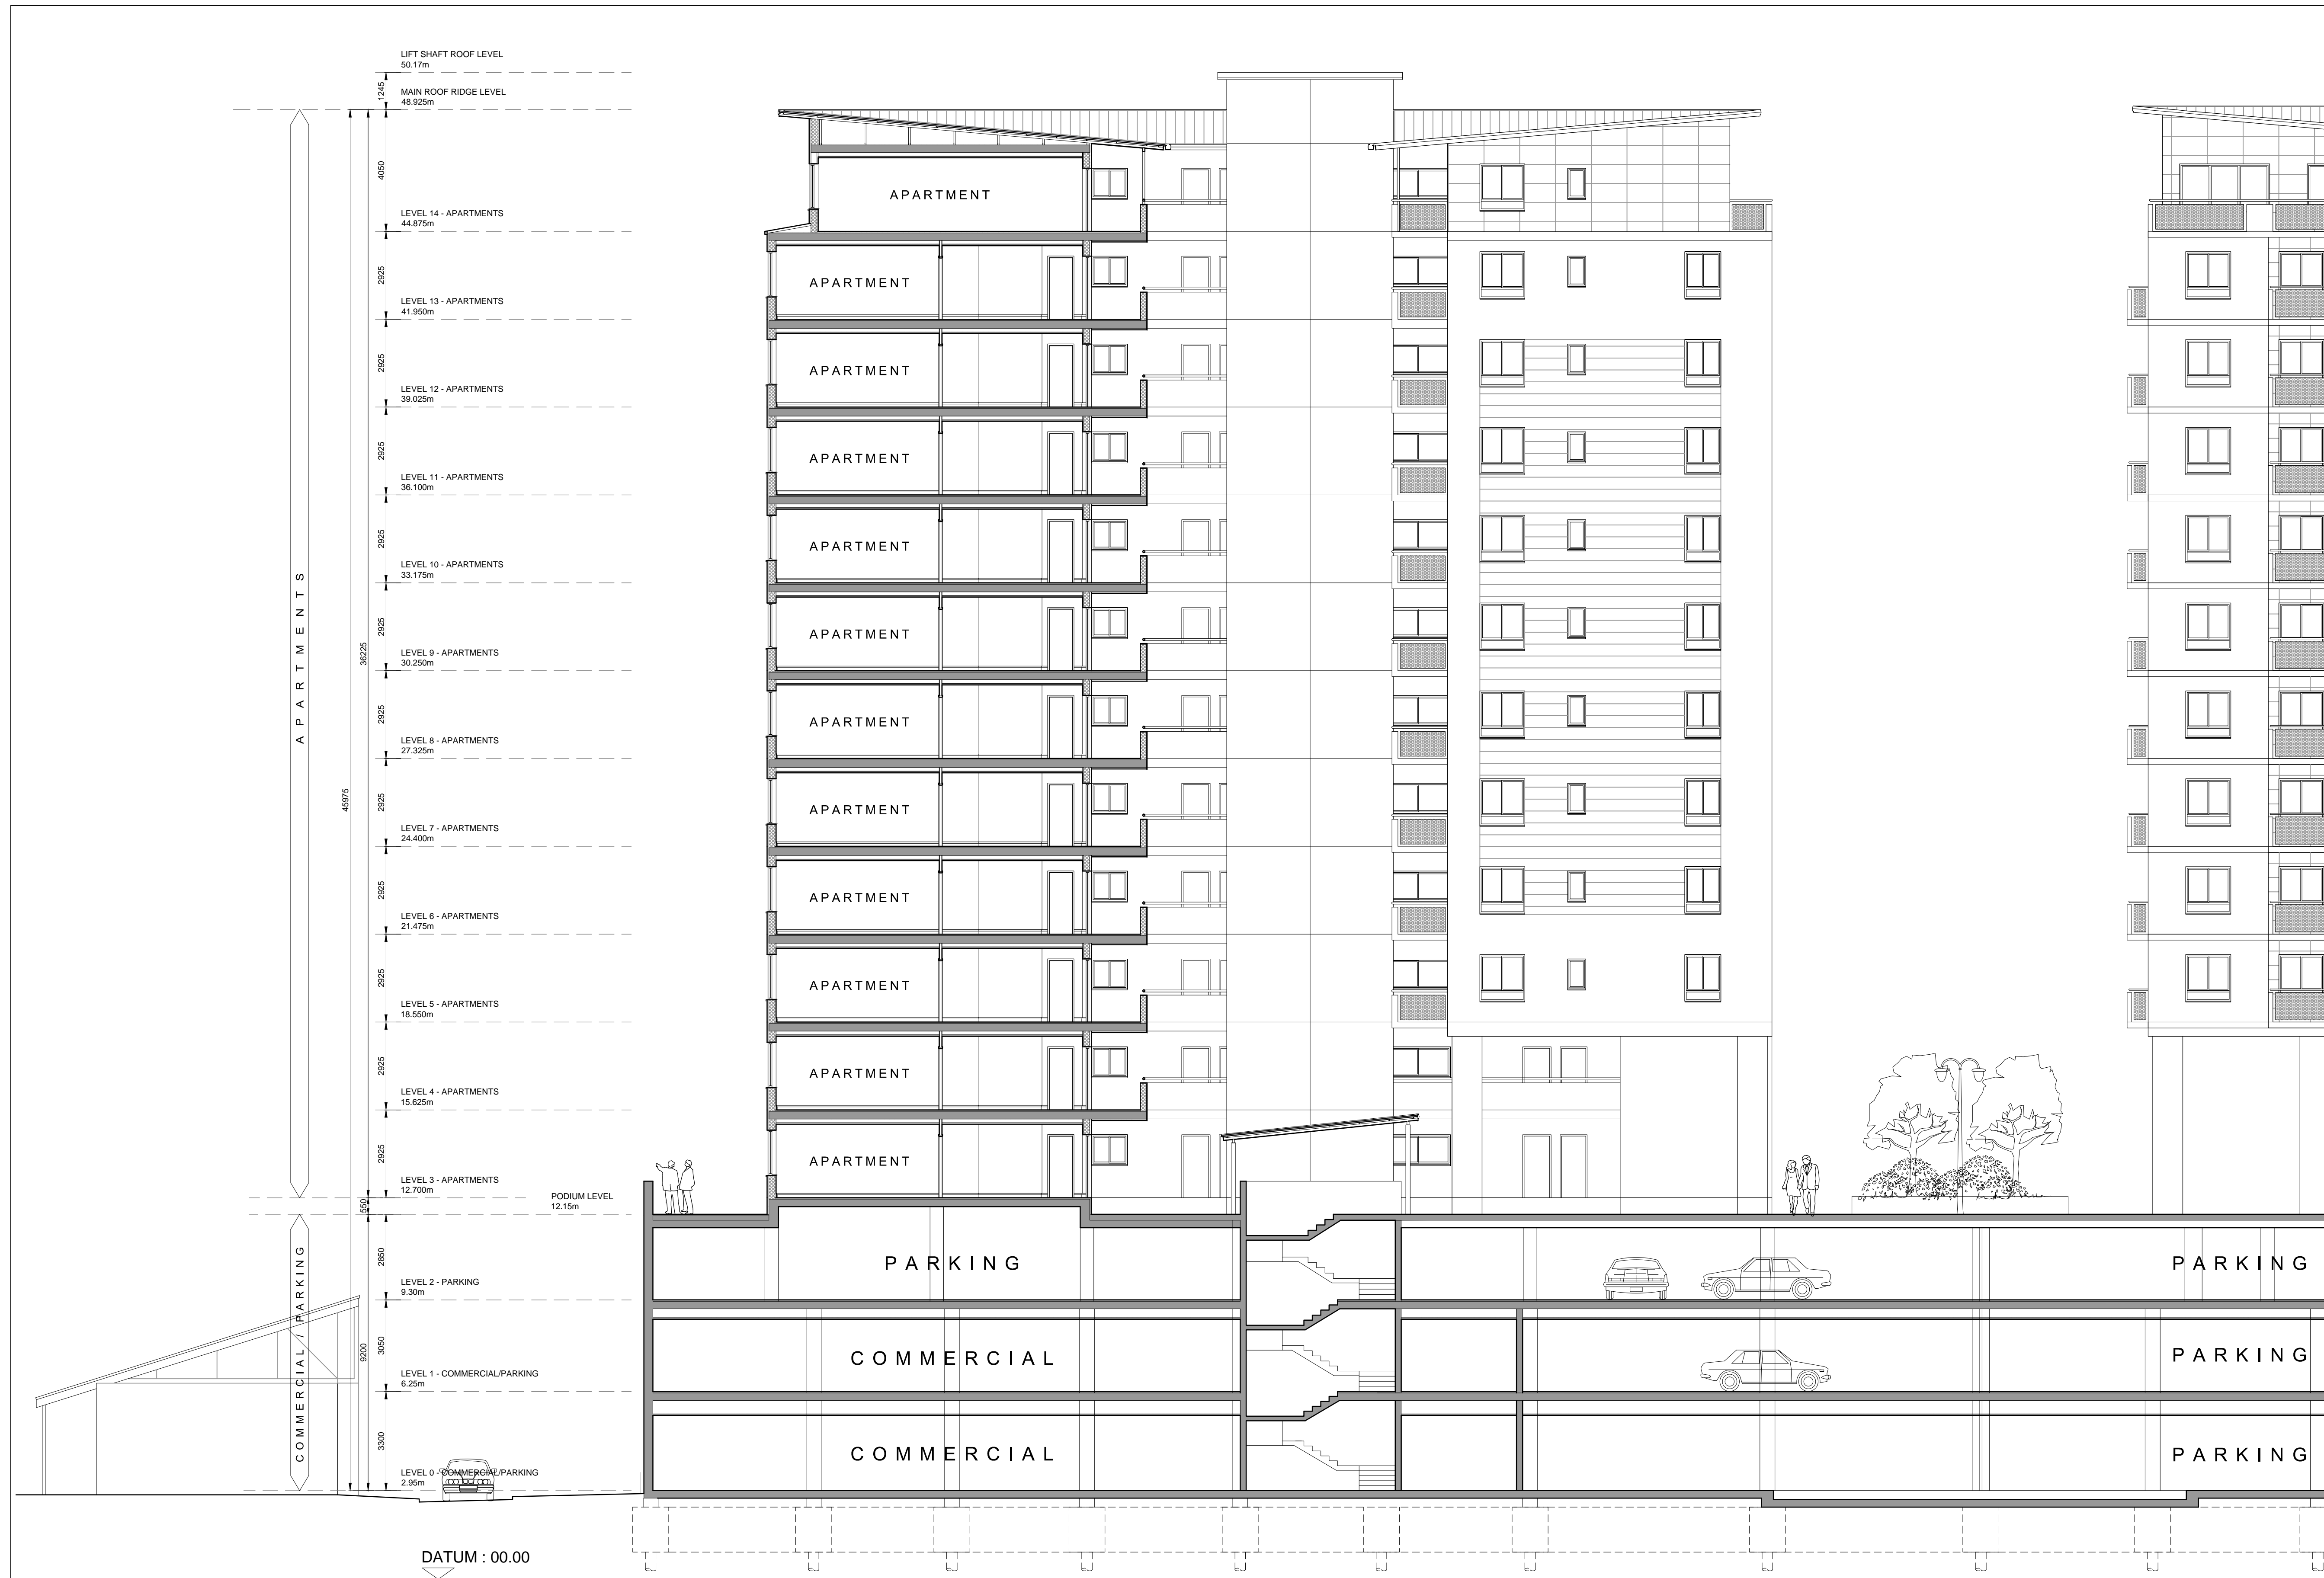 LIFT SHAFT ROOF LEVEL
50.17m
1245
MAIN ROOF RIDGE LEVEL
48.925m
4050
APARTMENT
LEVEL 14 - APARTMENTS
44.875m
2925
APARTMENT
LEVEL 13 - APARTMENTS
41.950m
2925
APARTMENT
LEVEL 12 - APARTMENTS
39.025m
2925
APARTMENT
LEVEL 11 - APARTMENTS
36.100m
2925
APARTMENT
LEVEL 10 - APARTMENTS
33.175m
APARTMENTS
36225
2925
APARTMENT
LEVEL 9 - APARTMENTS
30.250m
2925
APARTMENT
LEVEL 8 - APARTMENTS
27.325m
45975
2925
APARTMENT
LEVEL 7 - APARTMENTS
24.400m
2925
APARTMENT
LEVEL 6 - APARTMENTS
21.475m
2925
APARTMENT
LEVEL 5 - APARTMENTS
18.550m
2925
APARTMENT
LEVEL 4 - APARTMENTS
15.625m
2925
APARTMENT
LEVEL 3 - APARTMENTS
12.700m
550
PODIUM LEVEL
12.15m
COMMERCIAL / PARKING
2850
PARKING
PARKING
LEVEL 2 - PARKING
9.30m
9200
3050
COMMERCIAL
PARKING
LEVEL 1 - COMMERCIAL/PARKING
6.25m
3300
COMMERCIAL
PARKING
LEVEL 0 - COMMERCIAL/PARKING
2.95m
DATUM : 00.00